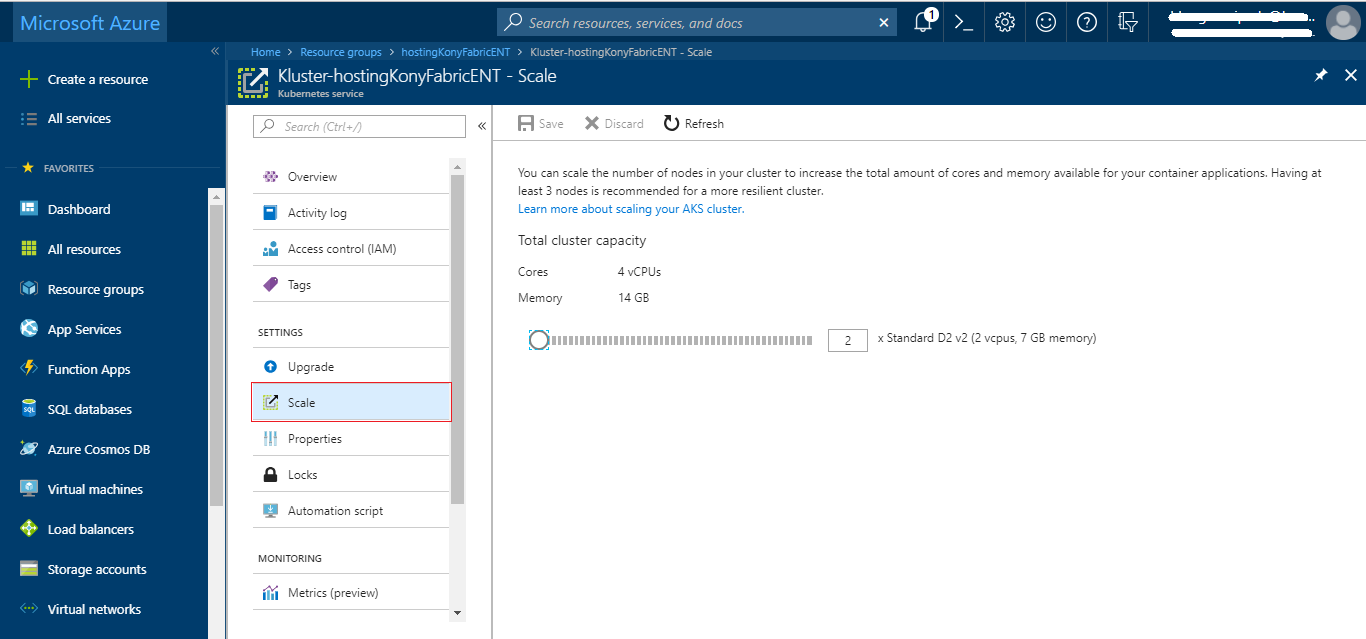 Microsoft Azure
Search resources, services, and docs
1
Home > Resource groups > hostingKonyFabricENT > Kluster-hostingKonyFabricENT - Scale
Kluster-hostingKonyFabricENT - Scale
Kubernetes service
Create a resource
All services
FAVORITES
Dashboard
All resources
Resource groups
App Services
Function Apps
SQL databases
Azure Cosmos DB
Virtual machines
Load balancers
Storage accounts
Virtual networks
Search (Ctrl+/)
Overview
Activity log
Access control (IAM)
Tags
SETTINGS
Upgrade
Scale
Properties
Locks
Automation script
MONITORING
Metrics (preview)
Save Discard Refresh
You can scale the number of nodes in your cluster to increase the total amount of cores and memory available for your container applications. Having at
least 3 nodes is recommended for a more resilient cluster.
Learn more about scaling your AKS cluster.
Total cluster capacity
Cores 4 vCPUs
Memory 14 GB
2 x Standard D2 v2 (2 vcpus, 7 GB memory)